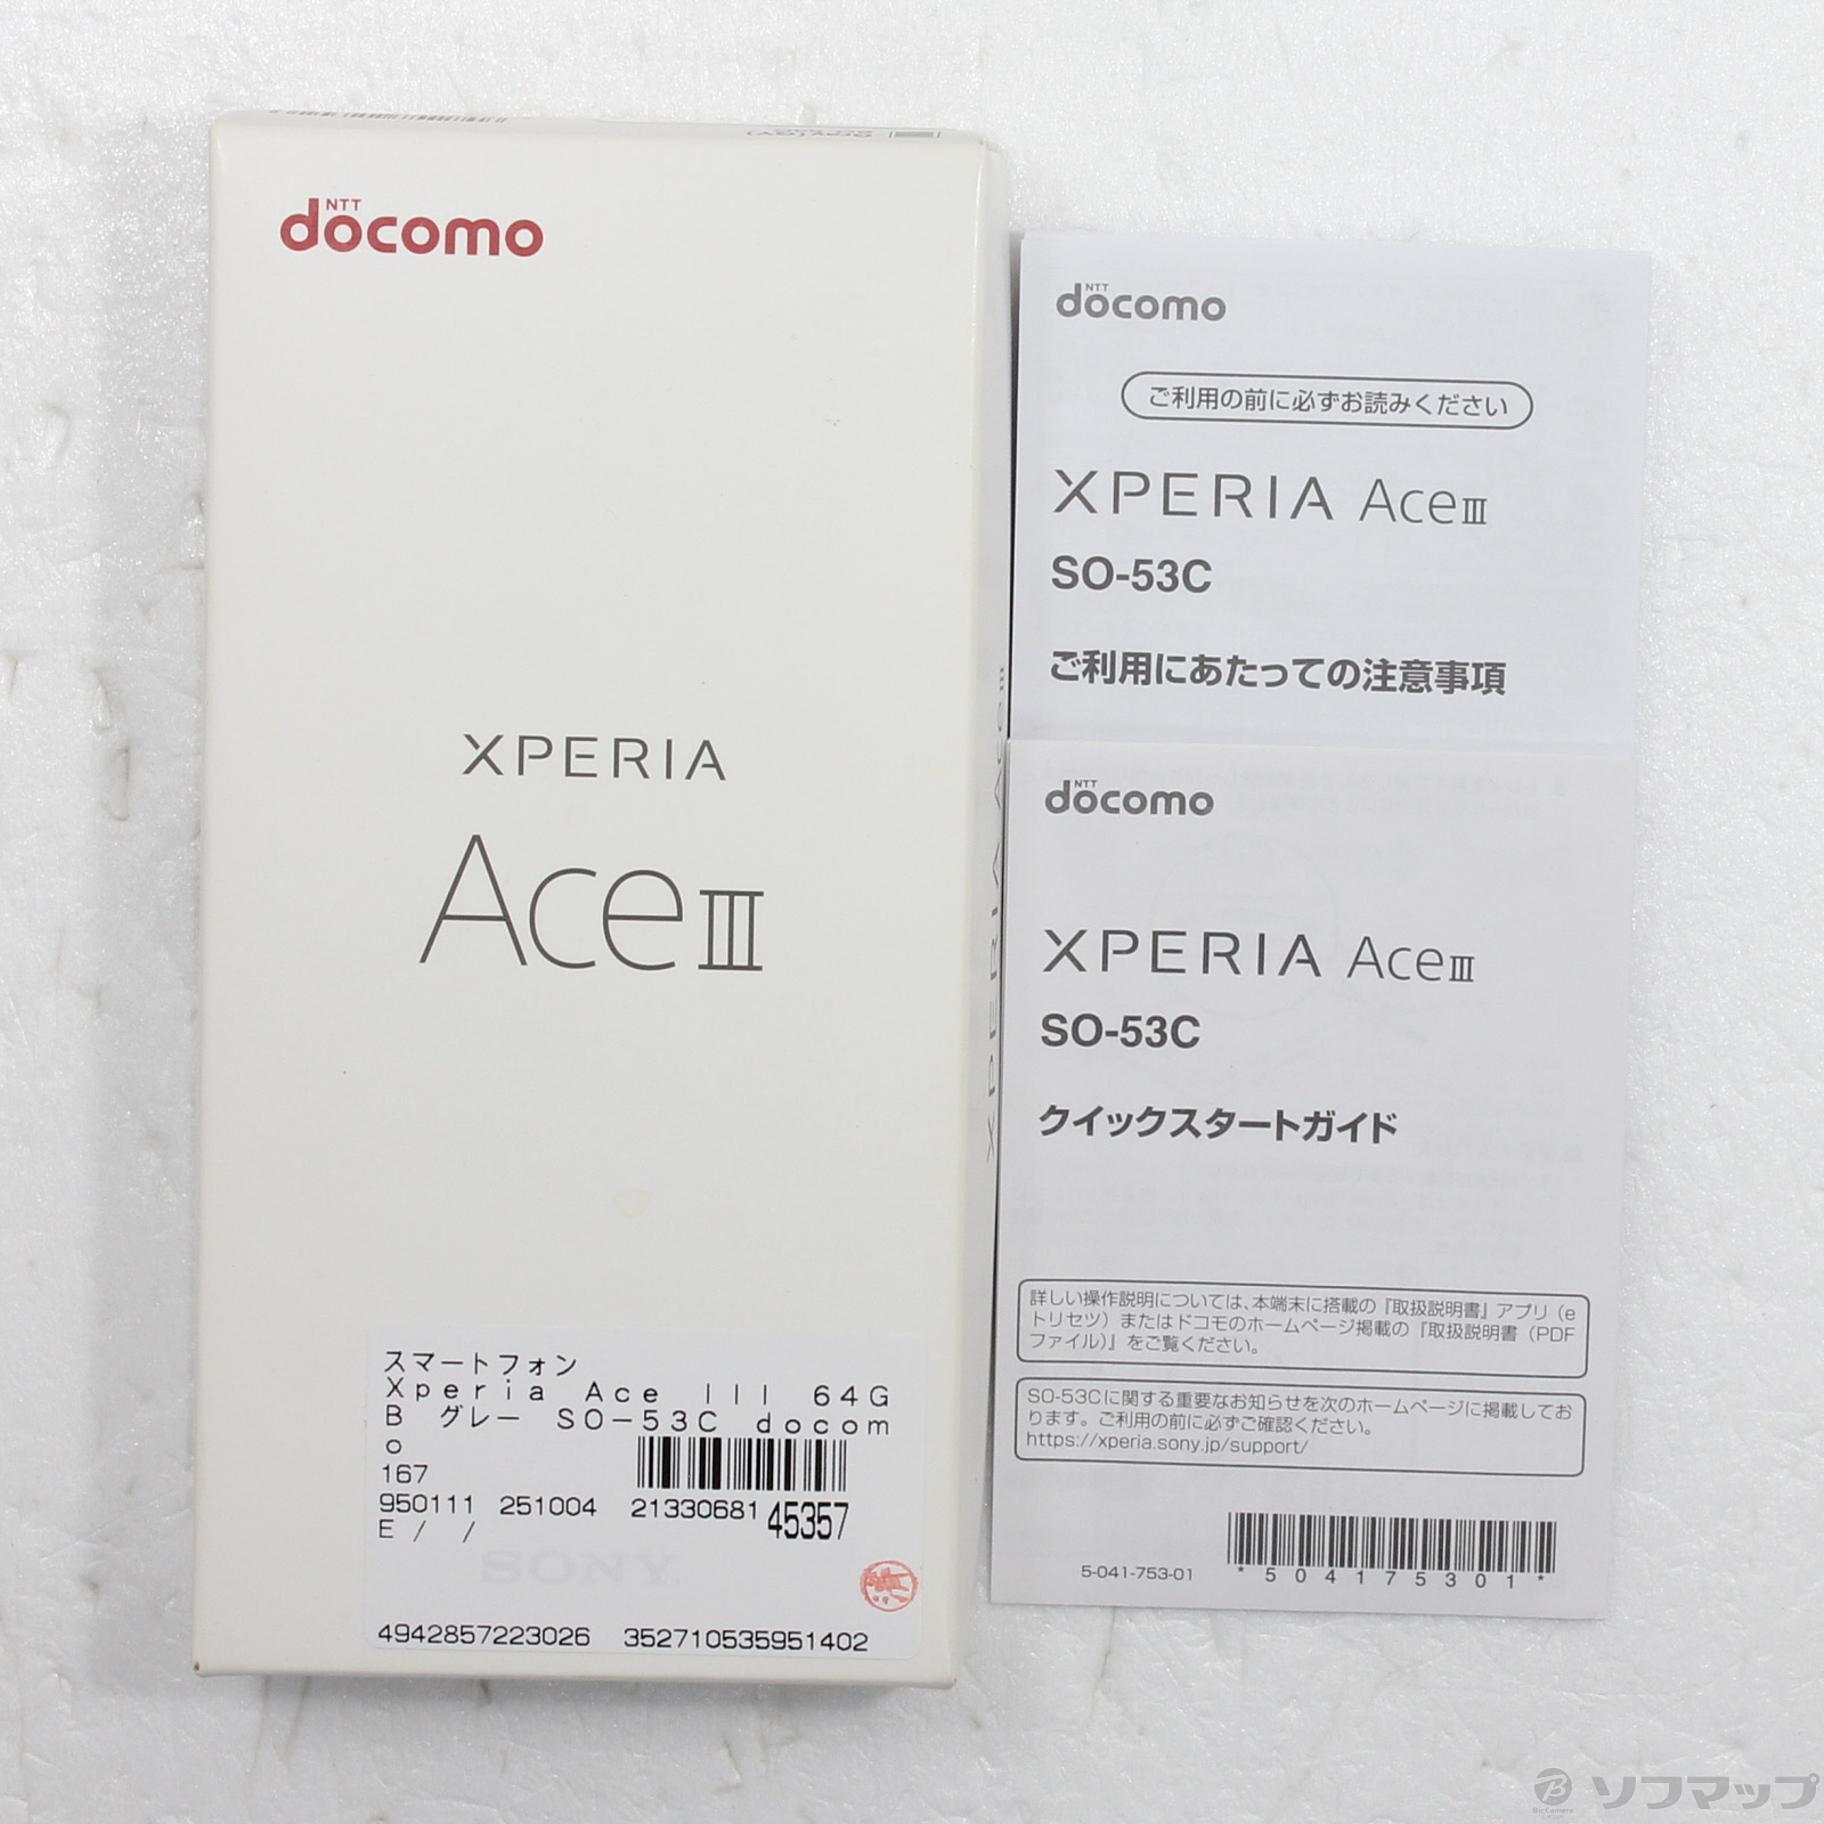 NTT
docomo
XPERIA
Ace III
XPERIA Ace III
スマートフォン
Xperia Ace III 64G
B グレー SO-53C docom
o
167
950111 251004 21330681 45357
E / /
SONY
4942857223026 352710535951402
NTT
docomo
ご利用の前に必ずお読みください
XPERIA Ace III
SO-53C
ご利用にあたっての注意事項
NTT
docomo
XPERIA Ace III
SO-53C
クイックスタートガイド
詳しい操作説明については、本端末に搭載の『取扱説明書』アプリ（e
トリセツ）またはドコモのホームページ掲載の『取扱説明書（PDF
ファイル）』をご覧ください。
SO-53Cに関する重要なお知らせを次のホームページに掲載してお
ります。ご利用の前に必ずご確認ください。
https://xperia.sony.jp/support/
5-041-753-01
*504175301*
BicCamera
ソフマップ